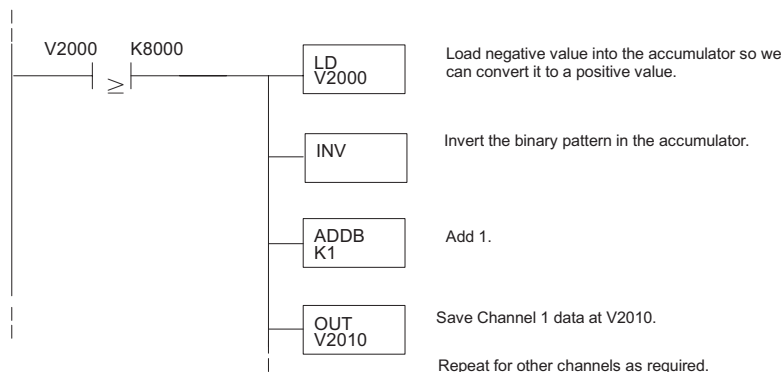 V2000 K8000
≥
LD
V2000
Load negative value into the accumulator so we
can convert it to a positive value.
INV
Invert the binary pattern in the accumulator.
ADDB
K1
Add 1.
OUT
V2010
Save Channel 1 data at V2010.
Repeat for other channels as required.